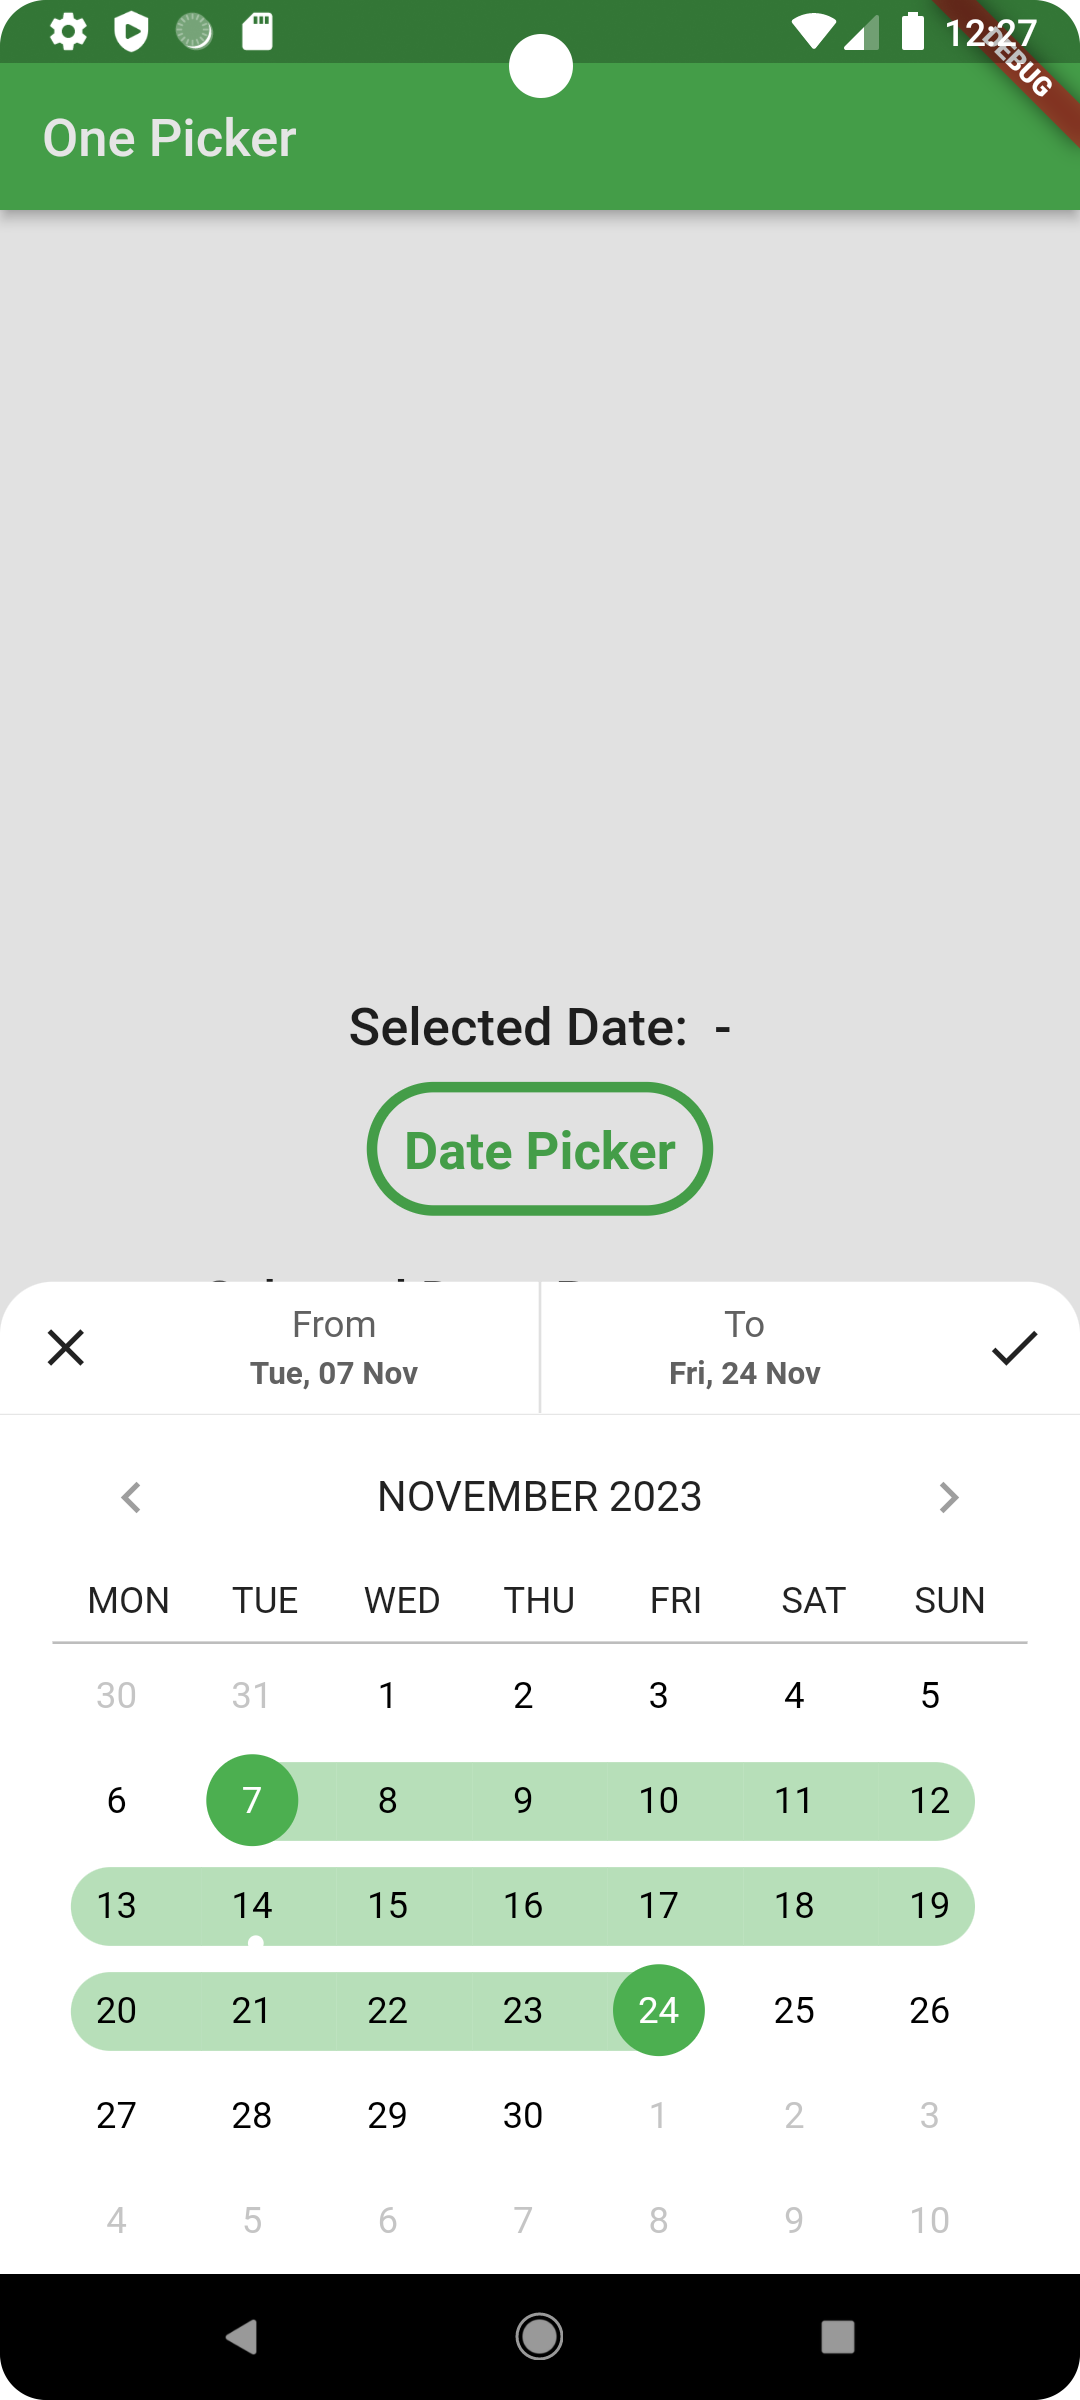 12:27
DEBUG
One Picker
Selected Date: -
Date Picker
From To
Tue, 07 Nov Fri, 24 Nov
NOVEMBER 2023
MON TUE WED THU FRI SAT SUN
30 31 1 2 3 4 5
6 7 8 9 10 11 12
13 14 15 16 17 18 19
20 21 22 23 24 25 26
27 28 29 30 1 2 3
4 5 6 7 8 9 10